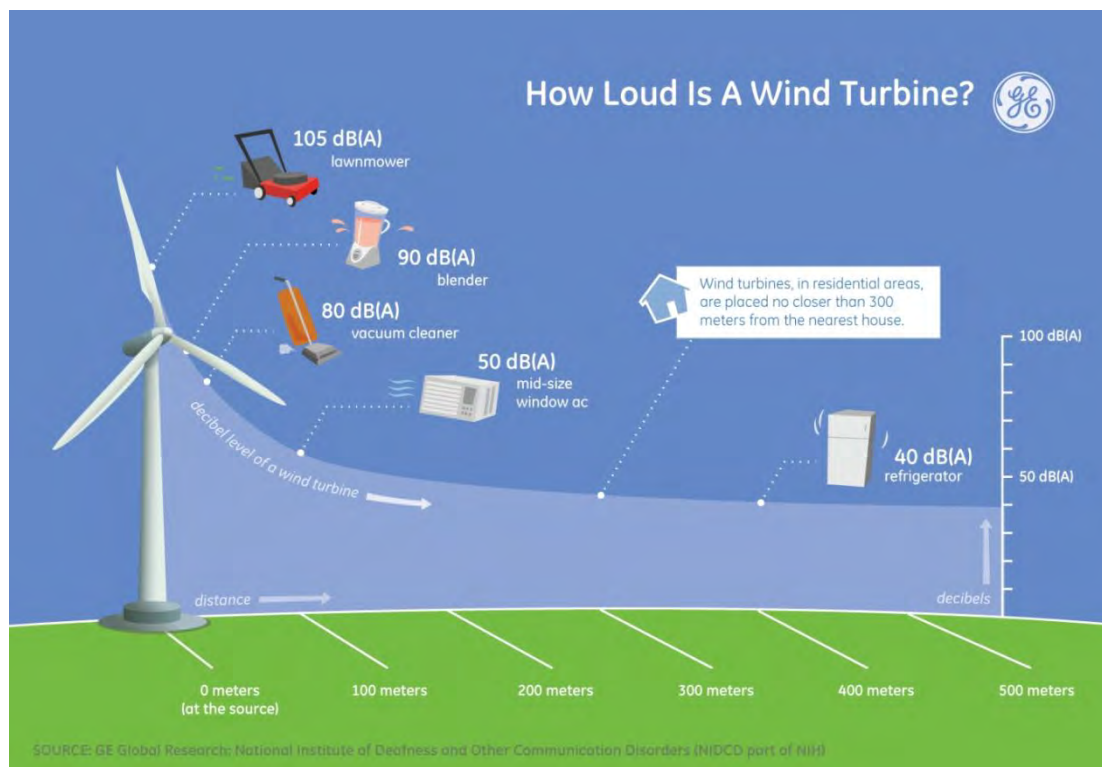 How Loud Is A Wind Turbine?
GE
105 dB(A)
lawnmower
90 dB(A)
blender
80 dB(A)
vacuum cleaner
50 dB(A)
mid-size
window ac
Wind turbines, in residential areas,
are placed no closer than 300
meters from the nearest house.
100 dB(A)
40 dB(A)
refrigerator
50 dB(A)
decibel level of a wind turbine
distance
decibels
0 meters
(at the source)
100 meters
200 meters
300 meters
400 meters
500 meters
SOURCE: GE Global Research; National Institute of Deafness and Other Communication Disorders (NIDCD part of NIH)